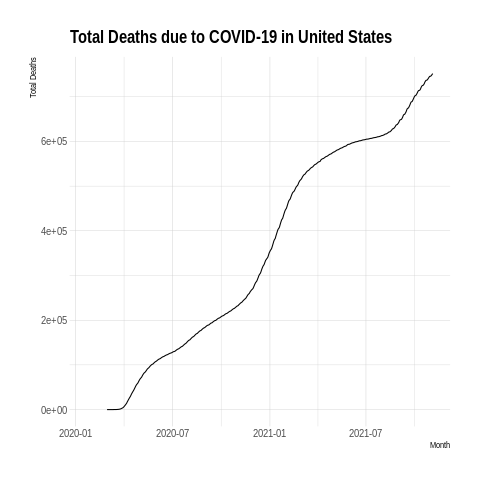 Total Deaths due to COVID-19 in United States
Total Deaths
6e+05
4e+05
2e+05
0e+00
2020-01 2020-07 2021-01 2021-07
Month